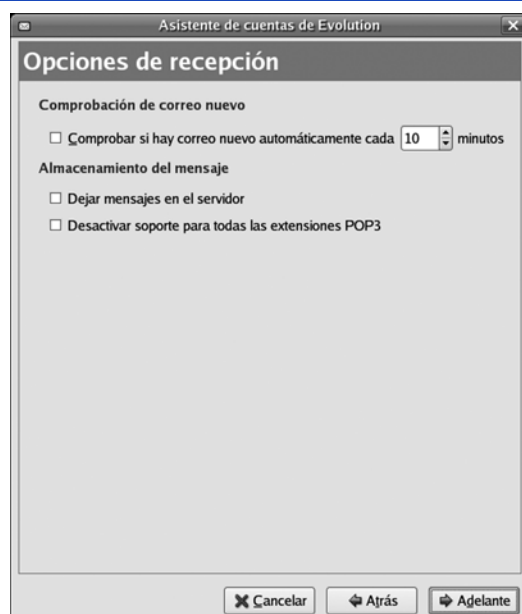 Asistente de cuentas de Evolution
Opciones de recepción
Comprobación de correo nuevo
Comprobar si hay correo nuevo automáticamente cada 10 minutos
Almacenamiento del mensaje
Dejar mensajes en el servidor
Desactivar soporte para todas las extensiones POP3
Cancelar Atrás Adelante